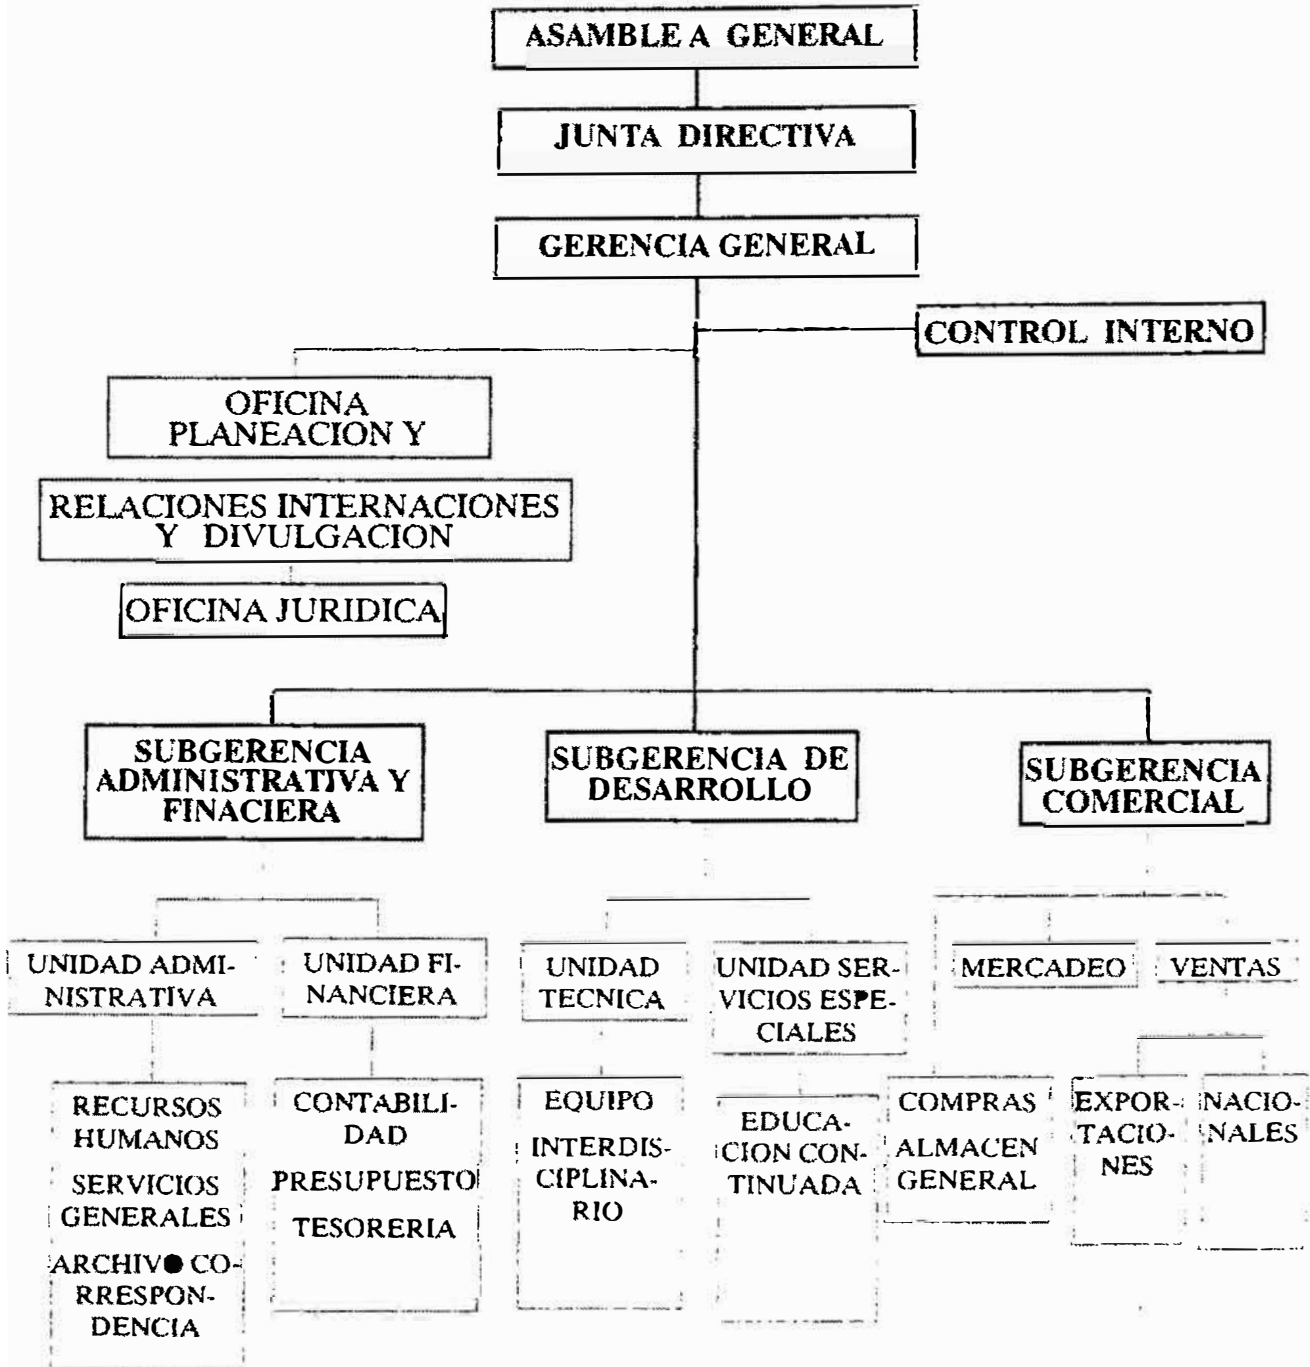 ASAMBLEA GENERAL
JUNTA DIRECTIVA
GERENCIA GENERAL
CONTROL INTERNO
OFICINA
PLANEACION Y
RELACIONES INTERNACIONES
Y DIVULGACION
OFICINA JURIDICA
SUBGERENCIA
ADMINISTRATIVA Y
FINACIERA
SUBGERENCIA DE
DESARROLLO
SUBGERENCIA
COMERCIAL
UNIDAD ADMI-
NISTRATIVA
UNIDAD FI-
NANCIERA
UNIDAD
TECNICA
UNIDAD SER-
VICIOS ESPE-
CIALES
MERCADEO
VENTAS
RECURSOS
HUMANOS
SERVICIOS
GENERALES
ARCHIVO CO-
RRESPON-
DENCIA
CONTABILI-
DAD
PRESUPUESTO
TESORERIA
EQUIPO
INTERDIS-
CIPLINA-
RIO
EDUCA-
CION CON-
TINUADA
COMPRAS
ALMACEN
GENERAL
EXPOR-
TACIO-
NES
NACIO-
NALES